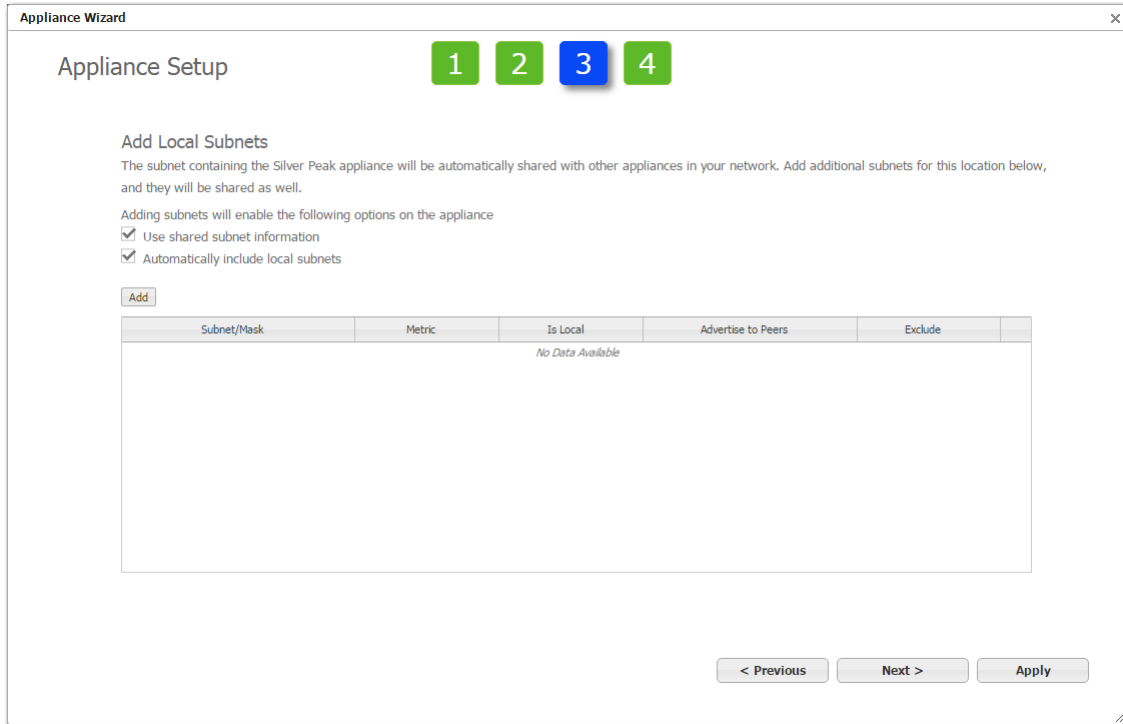 Appliance Wizard
Appliance Setup
1 2 3 4
Add Local Subnets
The subnet containing the Silver Peak appliance will be automatically shared with other appliances in your network. Add additional subnets for this location below,
and they will be shared as well.
Adding subnets will enable the following options on the appliance
Use shared subnet information
Automatically include local subnets
Add
Subnet/Mask Metric Is Local Advertise to Peers Exclude
No Data Available
< Previous Next > Apply